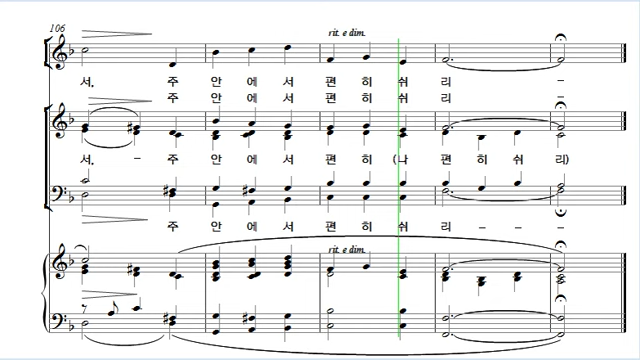 106
rit. e dim.
서. 주 안 에 서 편 히 쉬 리 –
주 안 에 서 편 히 쉬 리 –
서. – 주 안 에 서 편 히 (나 편 히 쉬 리)
주 안 에 서 편 히 쉬 리 – – –
rit. e dim.